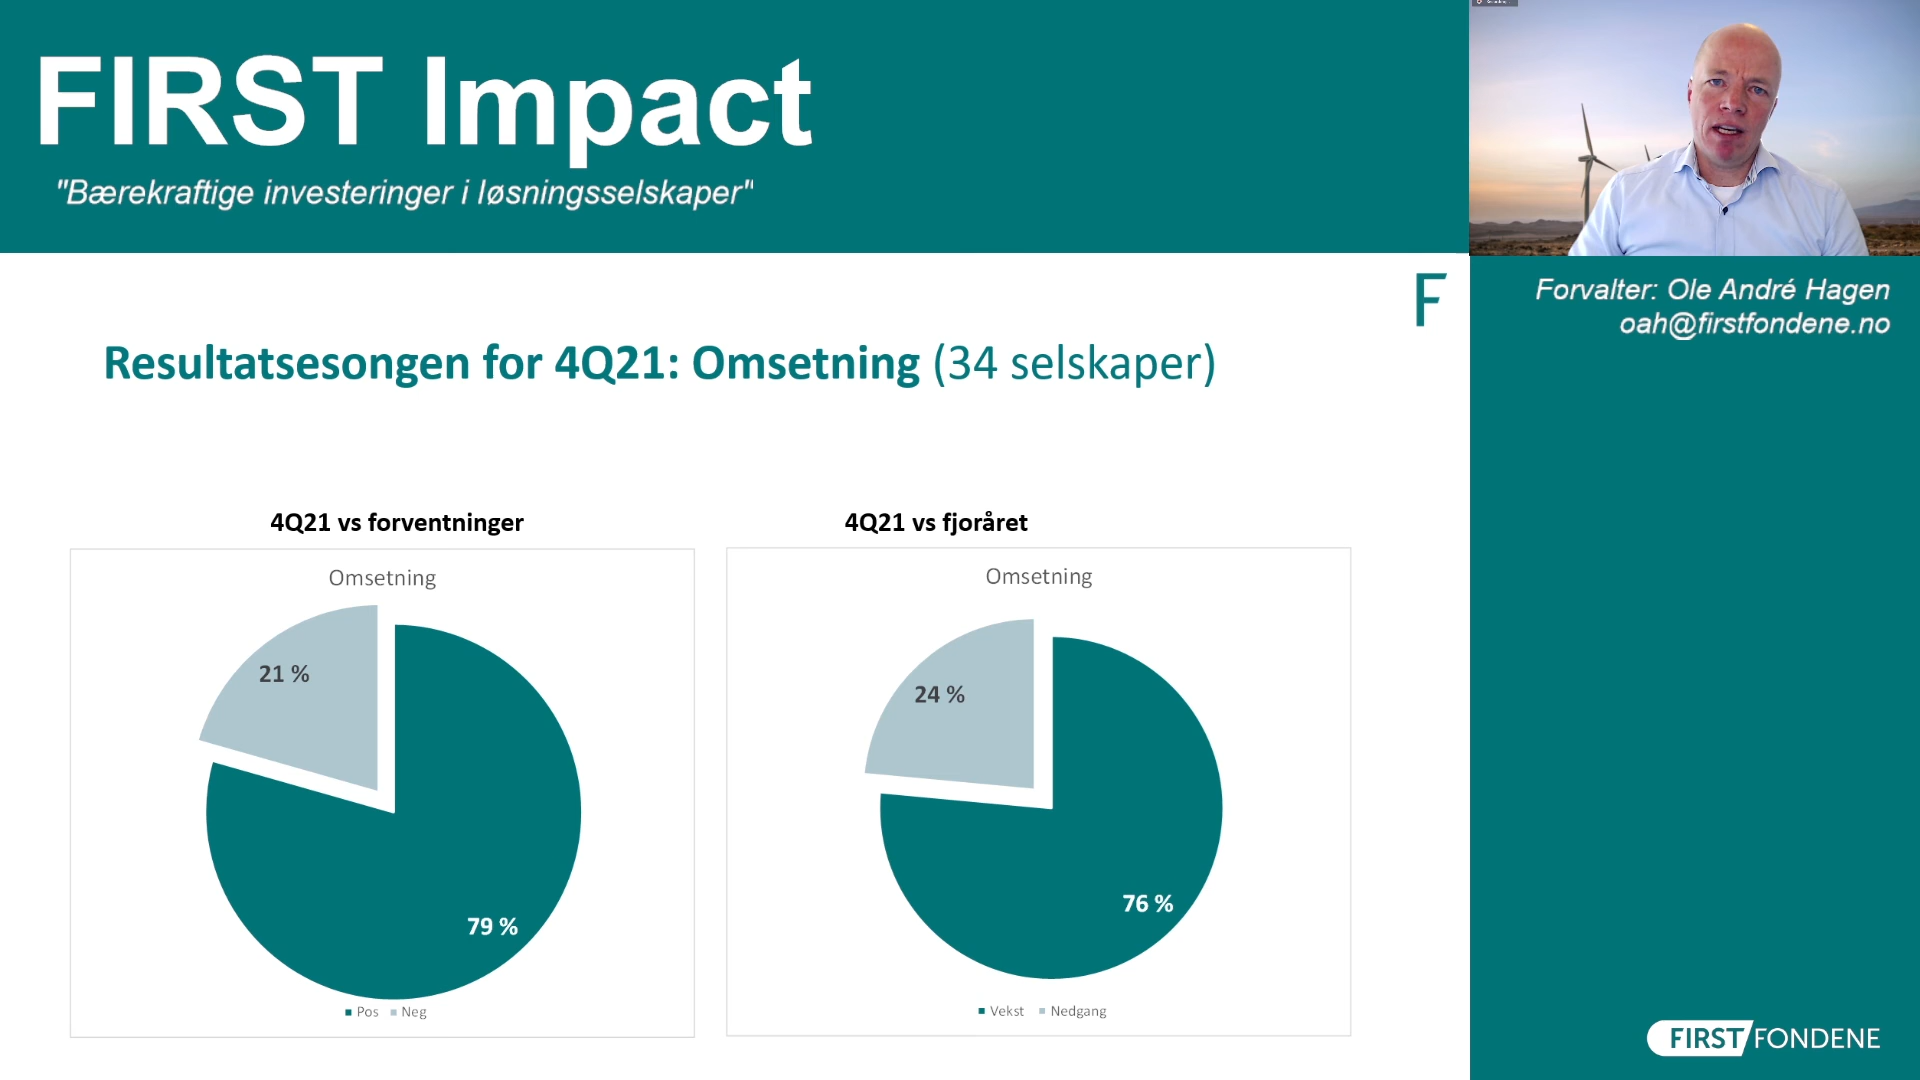 FIRST Impact
"Bærekraftige investeringer i løsningsselskaper"
Forvalter: Ole André Hagen
oah@firstfondene.no
F
Resultatsesongen for 4Q21: Omsetning (34 selskaper)
4Q21 vs forventninger
Omsetning
21 %
79 %
Pos Neg
4Q21 vs fjoråret
Omsetning
24 %
76 %
Vekst Nedgang
FIRST FONDENE